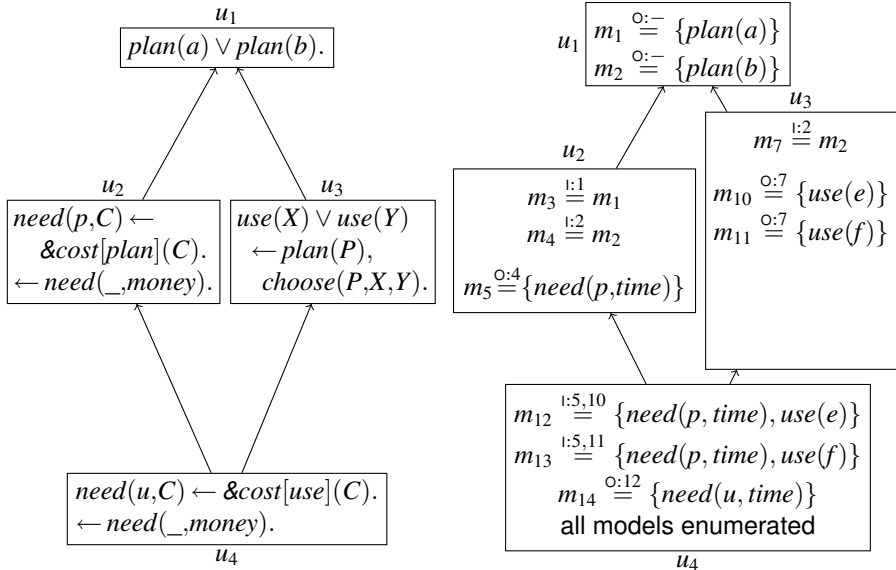 u₁
plan(a) ∨ plan(b).
u₂
need(p,C) ←
&cost[plan](C).
← need(_,money).
u₃
use(X) ∨ use(Y)
← plan(P),
choose(P,X,Y).
need(u,C) ← &cost[use](C).
← need(_,money).
u₄
u₁
m₁ O:−= {plan(a)}
m₂ O:−= {plan(b)}
u₂
m₃ I:1= m₁
m₄ I:2= m₂
m₅ O:4= {need(p,time)}
u₃
m₇ I:2= m₂
m₁₀ O:7= {use(e)}
m₁₁ O:7= {use(f)}
m₁₂ I:5,10= {need(p, time), use(e)}
m₁₃ I:5,11= {need(p, time), use(f)}
m₁₄ O:12= {need(u, time)}
all models enumerated
u₄